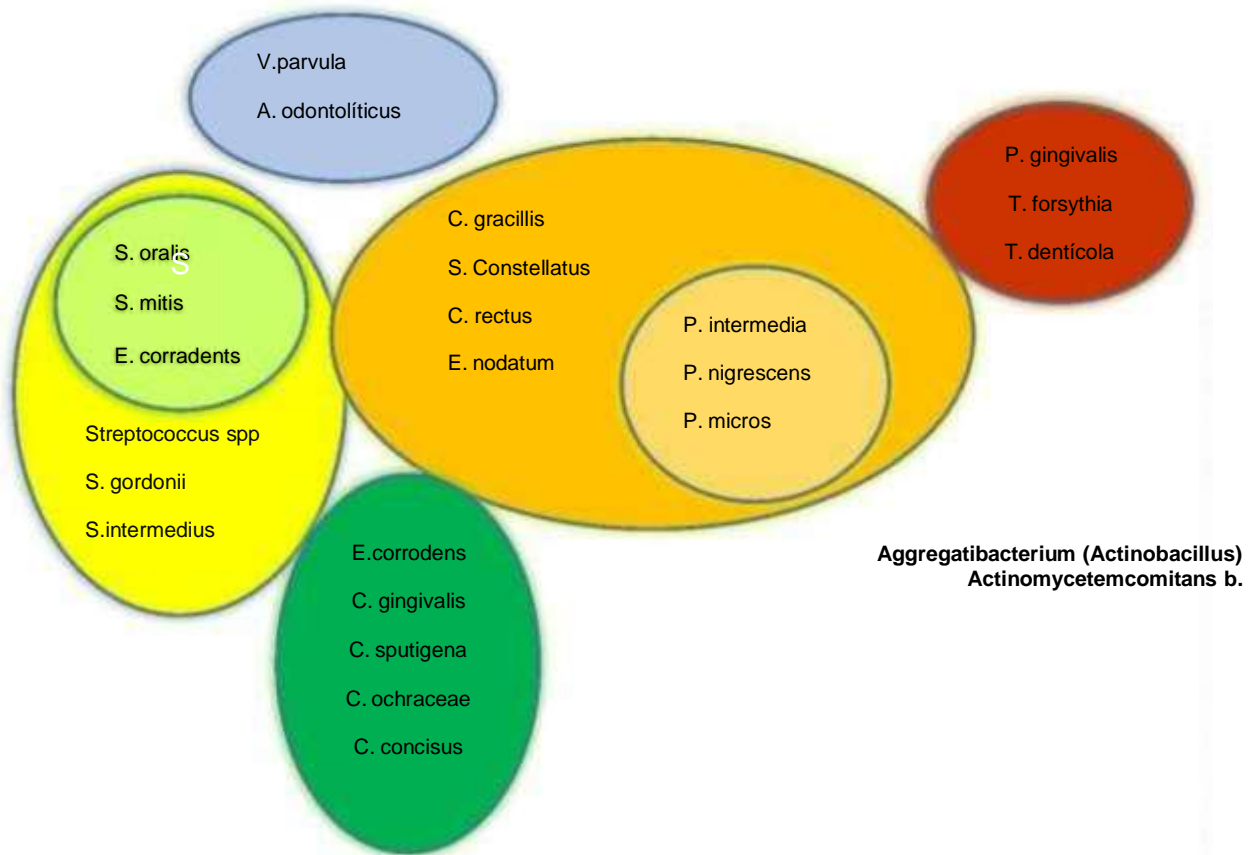 V.parvula
A. odontolíticus
P. gingivalis
T. forsythia
T. dentícola
C. gracillis
S. Constellatus
C. rectus
E. nodatum
P. intermedia
P. nigrescens
P. micros
S. oralis
S
S. mitis
E. corradents
Streptococcus spp
S. gordonii
S.intermedius
E.corrodens
C. gingivalis
C. sputigena
C. ochraceae
C. concisus
Aggregatibacterium (Actinobacillus)
Actinomycetemcomitans b.